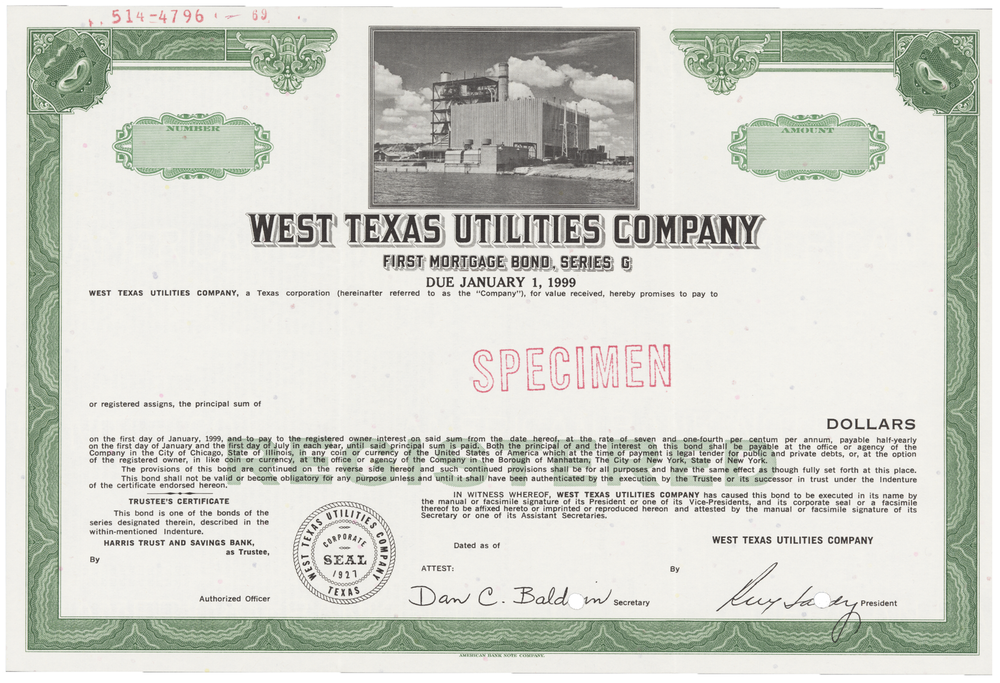 514-4796 - 69
NUMBER
AMOUNT
WEST TEXAS UTILITIES COMPANY
FIRST MORTGAGE BOND, SERIES G
DUE JANUARY 1, 1999
WEST TEXAS UTILITIES COMPANY, a Texas corporation (hereinafter referred to as the "Company"), for value received, hereby promises to pay to
SPECIMEN
or registered assigns, the principal sum of
DOLLARS
REGISTERED
on the first day of January, 1999, and to pay to the registered owner interest on said sum from the date hereof, at the rate of seven and one-fourth per centum per annum, payable half-yearly
on the first day of January and the first day of July in each year, until said principal sum is paid. Both the principal of and the interest on this bond shall be payable at the office or agency of the
Company in the City of Chicago, State of Illinois, in any coin or currency of the United States of America which at the time of payment is legal tender for public and private debts, or, at the option
of the registered owner, in like coin or currency, at the office or agency of the Company in the Borough of Manhattan, The City of New York, State of New York.
The provisions of this bond are continued on the reverse side hereof and such continued provisions shall be for all purposes and have the same effect as though fully set forth at this place.
This bond shall not be valid or become obligatory for any purpose unless and until it shall have been authenticated by the execution by the Trustee or its successor in trust under the Indenture
of the certificate endorsed hereon.
TRUSTEE'S CERTIFICATE
This bond is one of the bonds of the
series designated therein, described in the
within-mentioned Indenture.
HARRIS TRUST AND SAVINGS BANK,
as Trustee,
By
Authorized Officer
WEST TEXAS UTILITIES COMPANY
CORPORATE
SEAL
1927
TEXAS
IN WITNESS WHEREOF, WEST TEXAS UTILITIES COMPANY has caused this bond to be executed in its name by
the manual or facsimile signature of its President or one of its Vice-Presidents, and its corporate seal or a facsimile
thereof to be affixed hereto or imprinted or reproduced hereon and attested by the manual or facsimile signature of its
Secretary or one of its Assistant Secretaries.
Dated as of
WEST TEXAS UTILITIES COMPANY
ATTEST:
By
Dan C. Baldwin Secretary
President
AMERICAN BANK NOTE COMPANY.